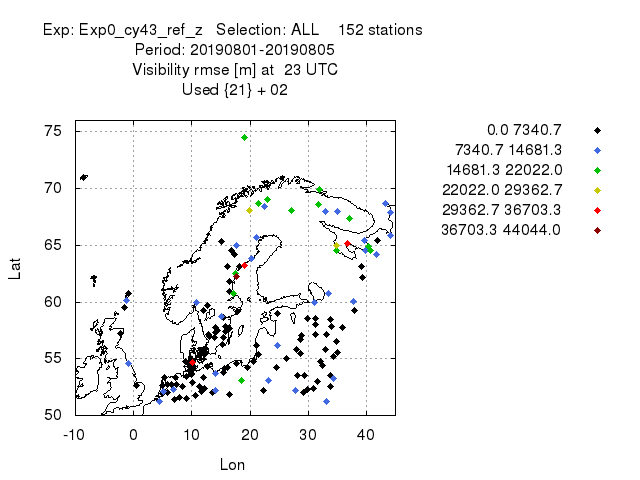 Exp: Exp0_cy43_ref_z Selection: ALL 152 stations
Period: 20190801-20190805
Visibility rmse [m] at 23 UTC
Used {21} + 02
0.0 7340.7
7340.7 14681.3
14681.3 22022.0
22022.0 29362.7
29362.7 36703.3
36703.3 44044.0
75
70
65
60
55
50
Lat
-10 0 10 20 30 40
Lon